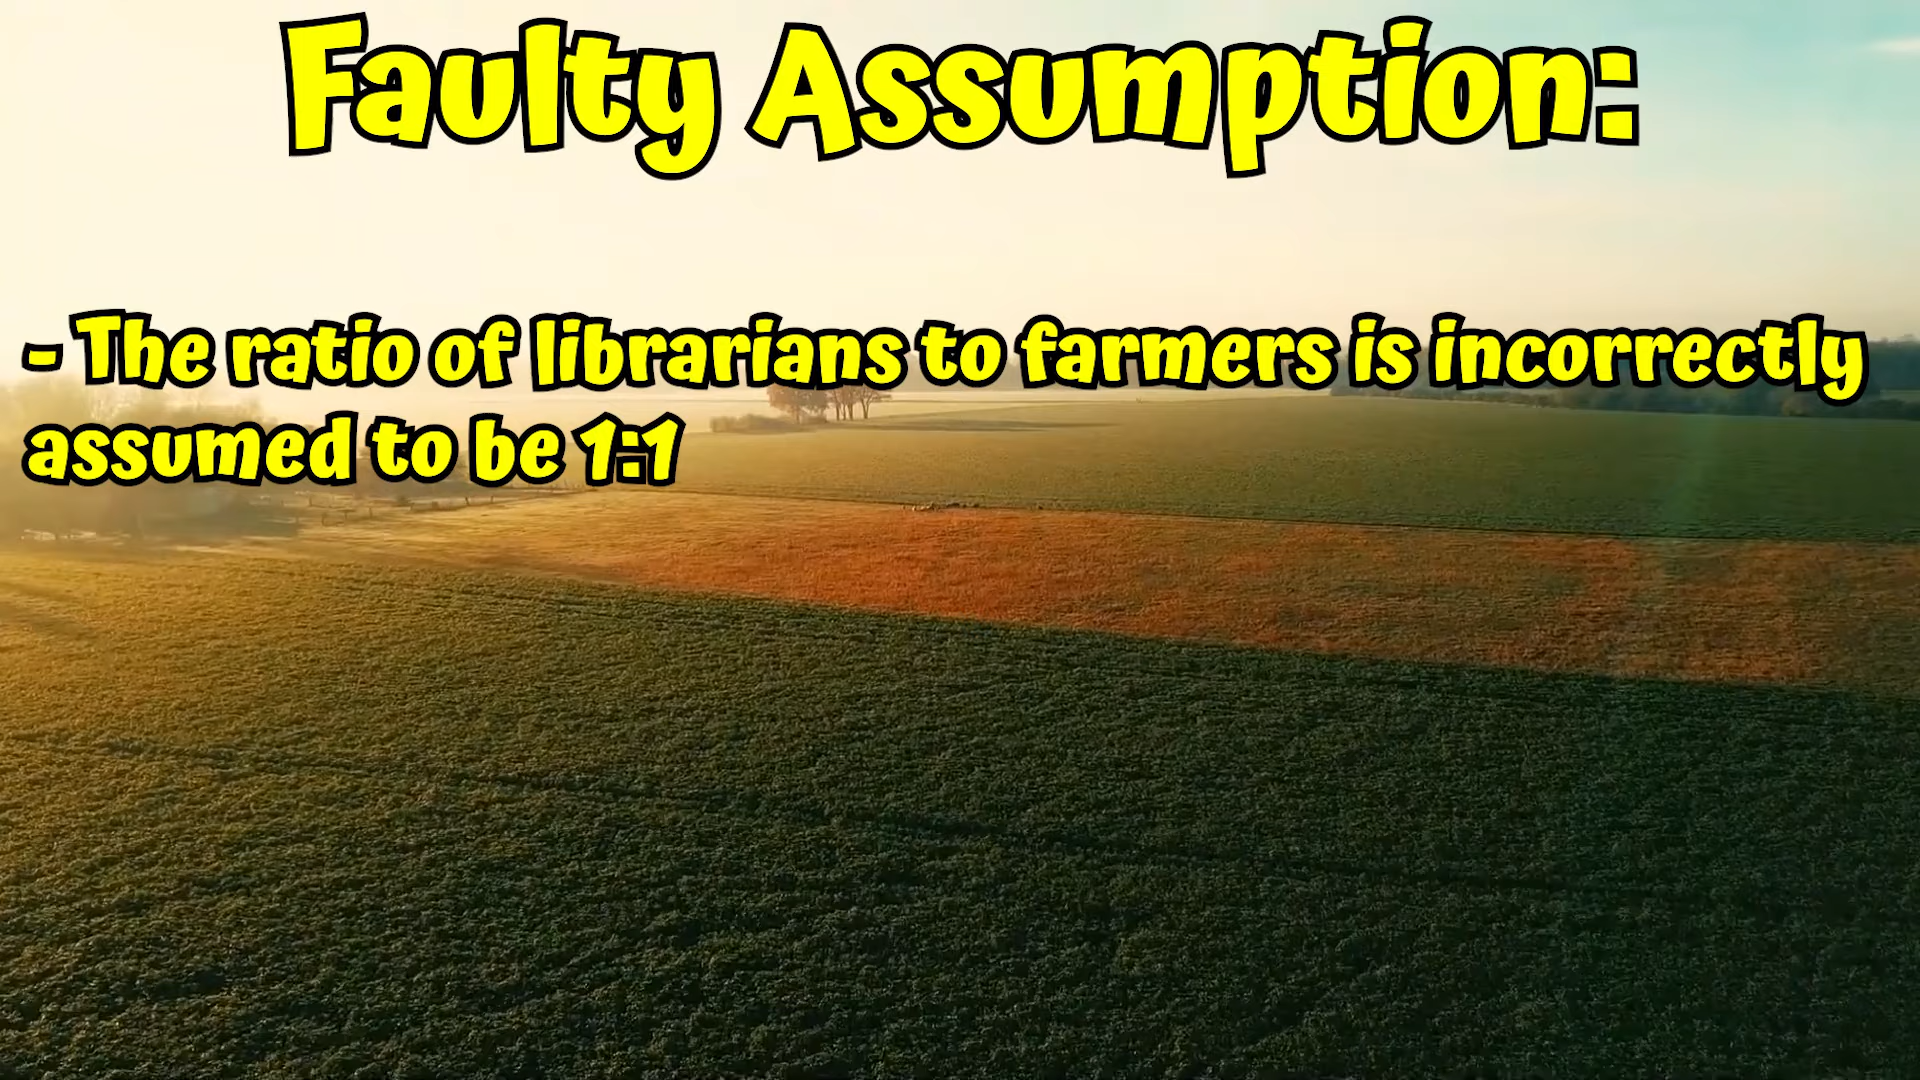 Faulty Assumption:
- The ratio of librarians to farmers is incorrectly
assumed to be 1:1